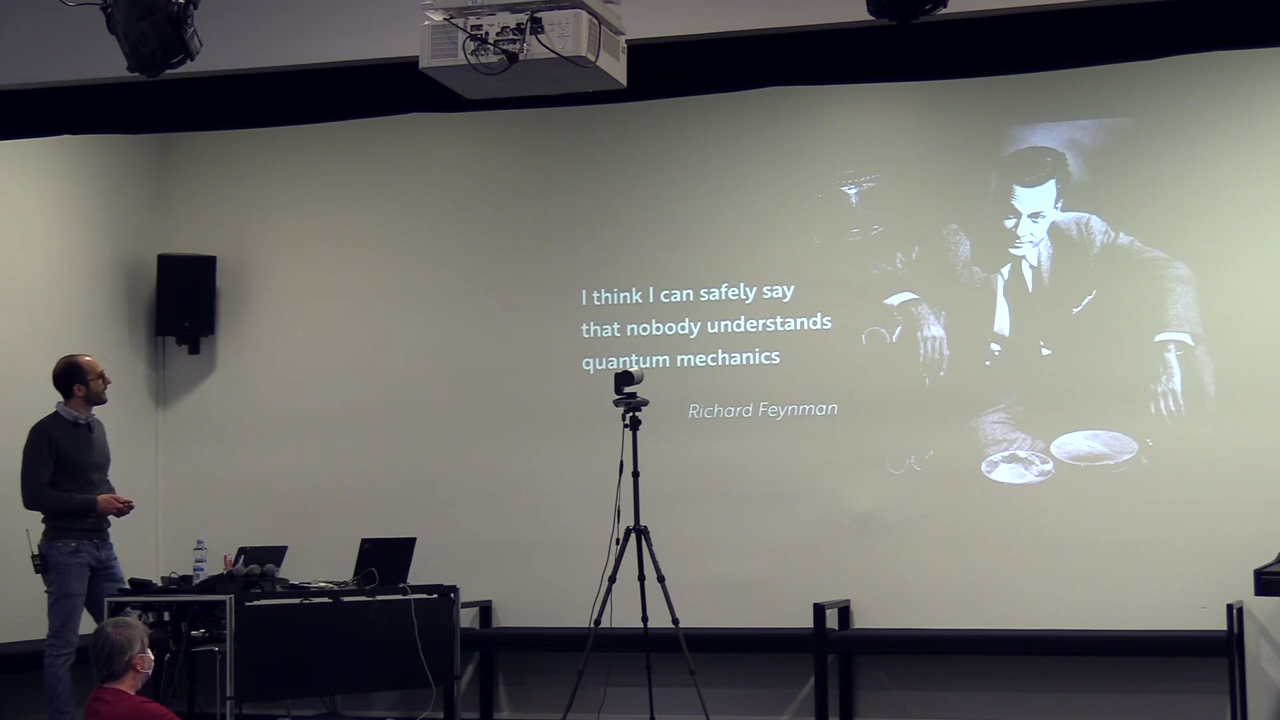 I think I can safely say
that nobody understands
quantum mechanics
Richard Feynman